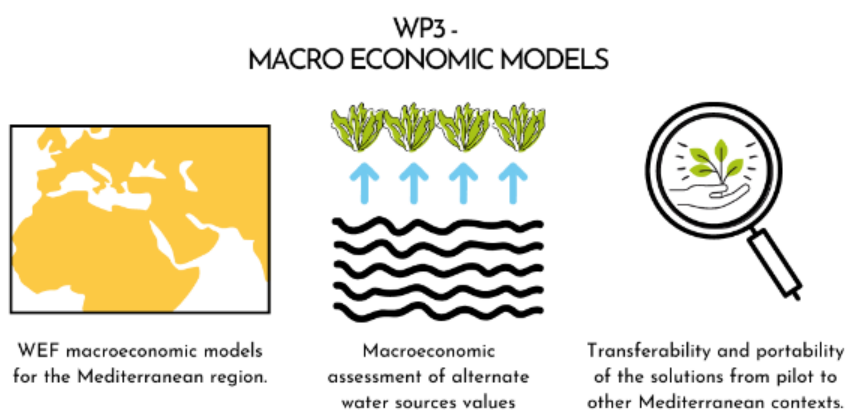 WP3 -
MACRO ECONOMIC MODELS
WEF macroeconomic models
for the Mediterranean region.
Macroeconomic
assessment of alternate
water sources values
Transferability and portability
of the solutions from pilot to
other Mediterranean contexts.